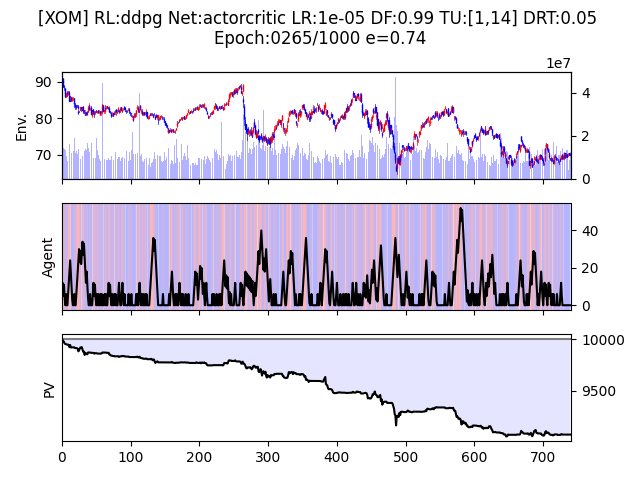 [XOM] RL:ddpg Net:actorcritic LR:1e-05 DF:0.99 TU:[1,14] DRT:0.05
Epoch:0265/1000 e=0.74
1e7
90
80
70
Env.
4
2
0
Agent
40
20
0
PV
10000
9500
0 100 200 300 400 500 600 700